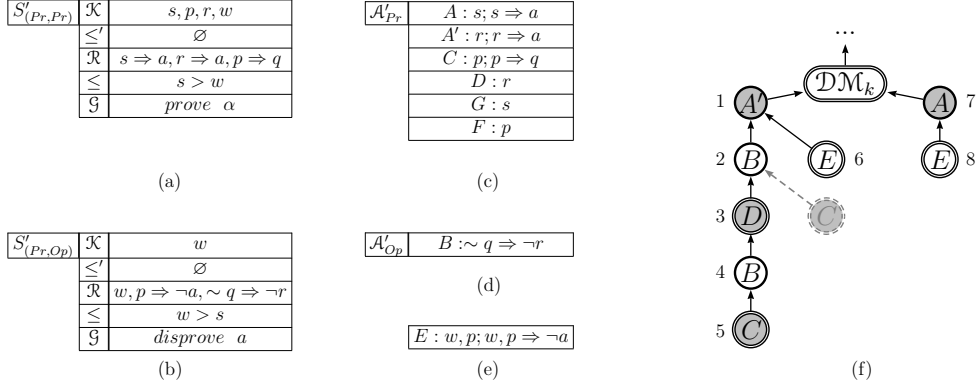 S′(Pr,Pr) 𝒦 s, p, r, w
≤′ ∅
ℛ s ⇒ a, r ⇒ a, p ⇒ q
≤ s > w
𝒢 prove α
(a)
S′(Pr,Op) 𝒦 w
≤′ ∅
ℛ w, p ⇒ ¬a, ∼ q ⇒ ¬r
≤ w > s
𝒢 disprove a
(b)
𝒜′Pr A : s; s ⇒ a
A′ : r; r ⇒ a
C : p; p ⇒ q
D : r
G : s
F : p
(c)
𝒜′Op B :∼ q ⇒ ¬r
(d)
E : w, p; w, p ⇒ ¬a
(e)
...
𝒟ℳk
1 A′ A 7
2 B E 6 E 8
3 D C
4 B
5 C
(f)